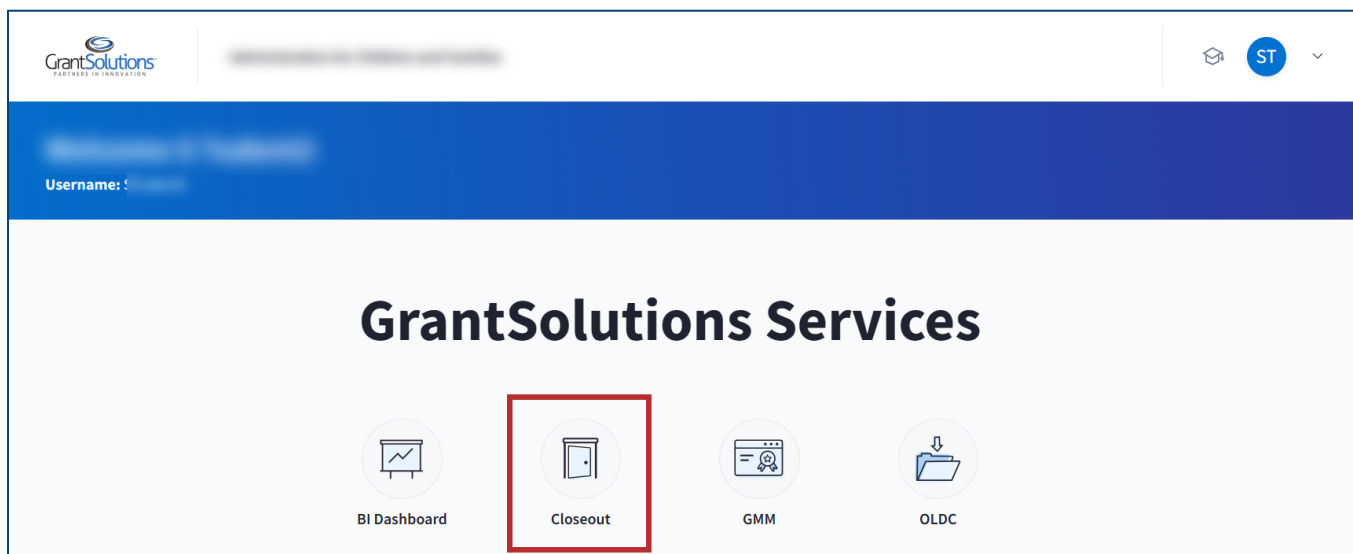 GrantSolutions
PARTNERS IN INNOVATION
ST
Username:
GrantSolutions Services
BI Dashboard
Closeout
GMM
OLDC